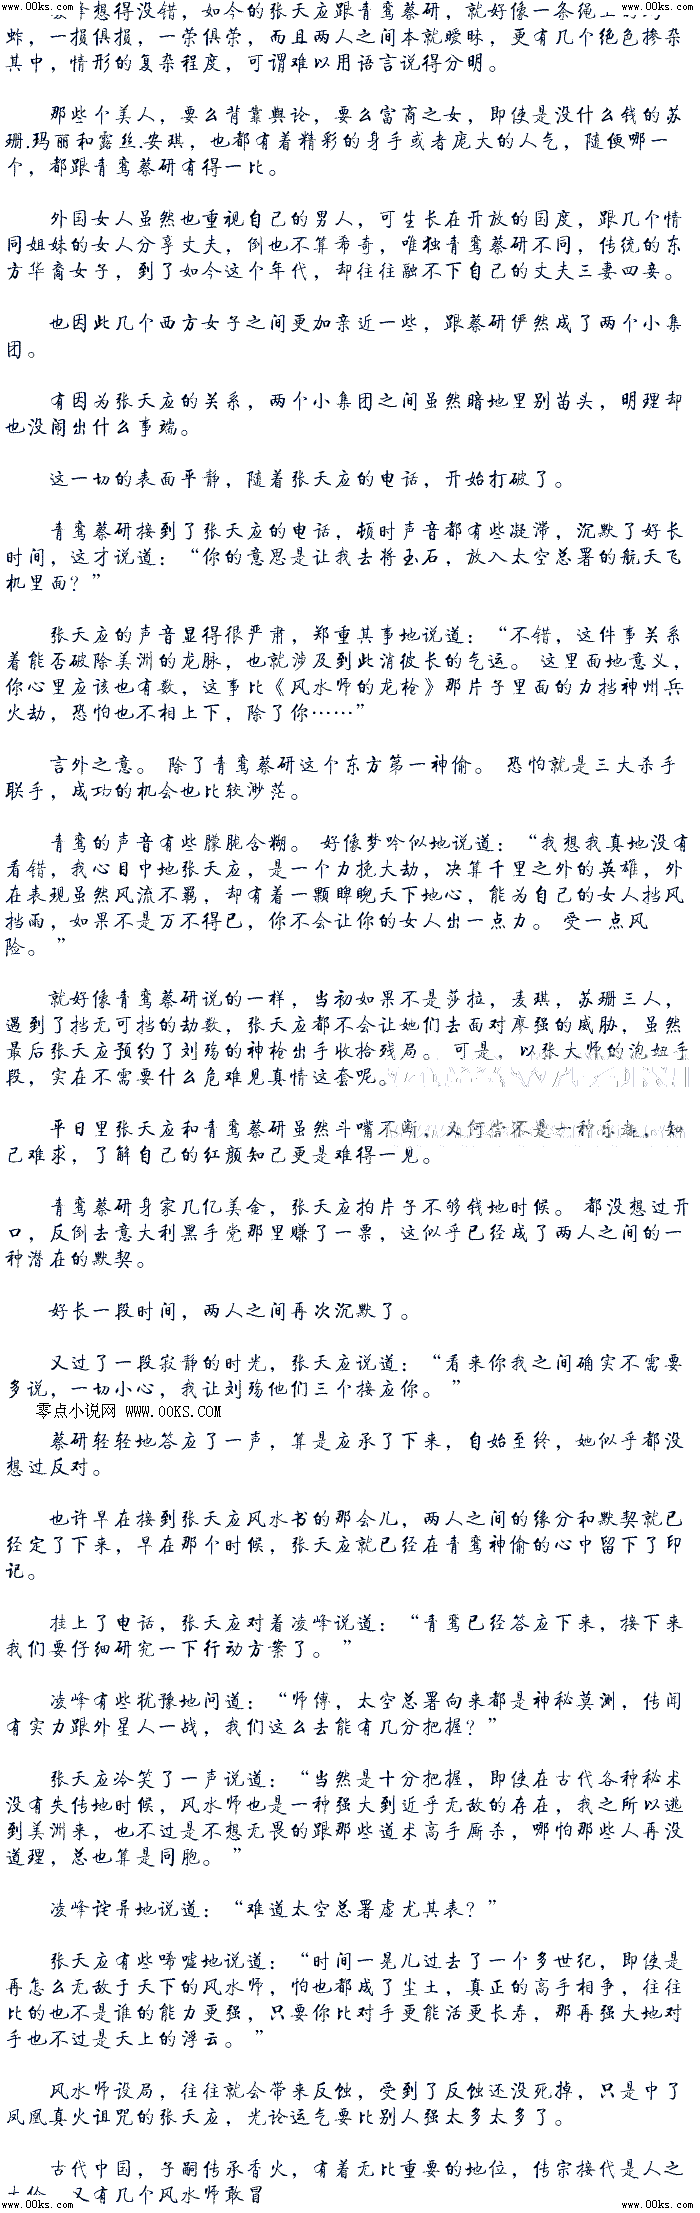 www.00ks.com www.00ks.com
凌峰想得没错，如今的张天应跟青鸾蔡研，就好像一条绳上的蚂
蚱，一损俱损，一荣俱荣，而且两人之间本就暧昧，更有几个绝色掺杂
其中，情形的复杂程度，可谓难以用语言说得分明。
那些个美人，要么背靠舆论，要么富商之女，即使是没什么钱的苏
珊.玛丽和露丝.安琪，也都有着精彩的身手或者庞大的人气，随便哪一
个，都跟青鸾蔡研有得一比。
外国女人虽然也重视自己的男人，可生长在开放的国度，跟几个情
同姐妹的女人分享丈夫，倒也不算希奇，唯独青鸾蔡研不同，传统的东
方华裔女子，到了如今这个年代，却往往融不下自己的丈夫三妻四妾。
也因此几个西方女子之间更加亲近一些，跟蔡研俨然成了两个小集
团。
有因为张天应的关系，两个小集团之间虽然暗地里别苗头，明理却
也没闹出什么事端。
这一切的表面平静，随着张天应的电话，开始打破了。
青鸾蔡研接到了张天应的电话，顿时声音都有些凝滞，沉默了好长
时间，这才说道：“你的意思是让我去将玉石，放入太空总署的航天飞
机里面？”
张天应的声音显得很严肃，郑重其事地说道：“不错，这件事关系
着能否破除美洲的龙脉，也就涉及到此消彼长的气运。 这里面地意义，
你心里应该也有数，这事比《风水师的龙枪》那片子里面的力挡神州兵
火劫，恐怕也不相上下，除了你……”
言外之意。 除了青鸾蔡研这个东方第一神偷。 恐怕就是三大杀手
联手，成功的机会也比较渺茫。
青鸾的声音有些朦胧含糊。 好像梦吟似地说道：“我想我真地没有
看错，我心目中地张天应，是一个力挽大劫，决算千里之外的英雄，外
在表现虽然风流不羁，却有着一颗睥睨天下地心，能为自己的女人挡风
挡雨，如果不是万不得已，你不会让你的女人出一点力。 受一点风
险。 ”
就好像青鸾蔡研说的一样，当初如果不是莎拉，麦琪，苏珊三人，
遇到了挡无可挡的劫数，张天应都不会让她们去面对廖强的威胁，虽然
最后张天应预约了刘殇的神枪出手收拾残局。 可是，以张大师的泡妞手
段，实在不需要什么危难见真情这套呢。
平日里张天应和青鸾蔡研虽然斗嘴不断，又何尝不是一种乐趣，知
己难求，了解自己的红颜知己更是难得一见。
青鸾蔡研身家几亿美金，张天应拍片子不够钱地时候。 都没想过开
口，反倒去意大利黑手党那里赚了一票，这似乎已经成了两人之间的一
种潜在的默契。
好长一段时间，两人之间再次沉默了。
又过了一段寂静的时光，张天应说道：“看来你我之间确实不需要
多说，一切小心，我让刘殇他们三个接应你。 ”
零点小说网 www.00KS.COM
蔡研轻轻地答应了一声，算是应承了下来，自始至终，她似乎都没
想过反对。
也许早在接到张天应风水书的那会儿，两人之间的缘分和默契就已
经定了下来，早在那个时候，张天应就已经在青鸾神偷的心中留下了印
记。
挂上了电话，张天应对着凌峰说道：“青鸾已经答应下来，接下来
我们要仔细研究一下行动方案了。 ”
凌峰有些犹豫地问道：“师傅，太空总署向来都是神秘莫测，传闻
有实力跟外星人一战，我们这么去能有几分把握？”
张天应冷笑了一声说道：“当然是十分把握，即使在古代各种秘术
没有失传地时候，风水师也是一种强大到近乎无敌的存在，我之所以逃
到美洲来，也不过是不想无畏的跟那些道术高手厮杀，哪怕那些人再没
道理，总也算是同胞。 ”
凌峰诧异地说道：“难道太空总署虚尤其表？”
张天应有些唏嘘地说道：“时间一晃儿过去了一个多世纪，即使是
再怎么无敌于天下的风水师，怕也都成了尘土，真正的高手相争，往往
比的也不是谁的能力更强，只要你比对手更能活更长寿，那再强大地对
手也不过是天上的浮云。 ”
风水师设局，往往就会带来反蚀，受到了反蚀还没死掉，只是中了
凤凰真火诅咒的张天应，光论运气要比别人强太多太多了。
古代中国，子嗣传承香火，有着无比重要的地位，传宗接代是人之
大伦，又有几个风水师敢冒
www.00ks.com www.00ks.com